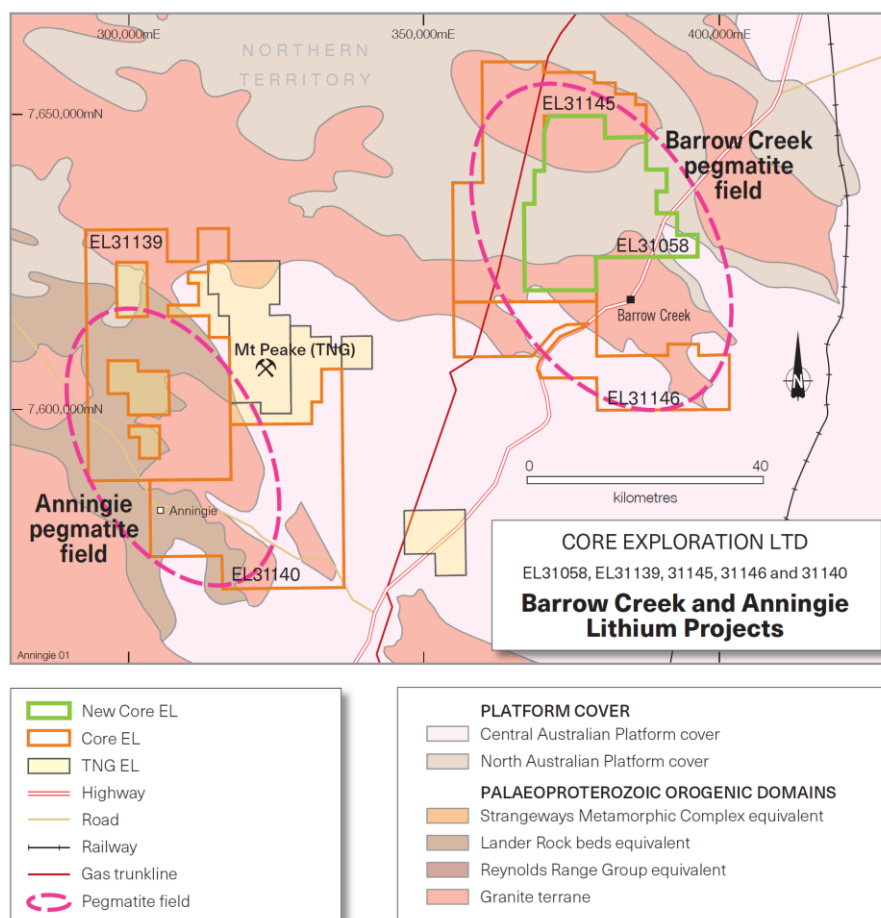 300,000mE
350,000mE
400,000mE
NORTHERN
TERRITORY
7,650,000mN
EL31145
Barrow Creek
pegmatite
field
EL31139
EL31058
Barrow Creek
Mt Peake (TNG)
7,600,000mN
EL31146
0
40
kilometres
Anningie
pegmatite
field
Anningie
EL31140
CORE EXPLORATION LTD
EL31058, EL31139, 31145, 31146 and 31140
Barrow Creek and Anningie
Lithium Projects
Anningie 01
New Core EL
Core EL
TNG EL
Highway
Road
Railway
Gas trunkline
Pegmatite field
PLATFORM COVER
Central Australian Platform cover
North Australian Platform cover
PALAEOPROTEROZOIC OROGENIC DOMAINS
Strangeways Metamorphic Complex equivalent
Lander Rock beds equivalent
Reynolds Range Group equivalent
Granite terrane